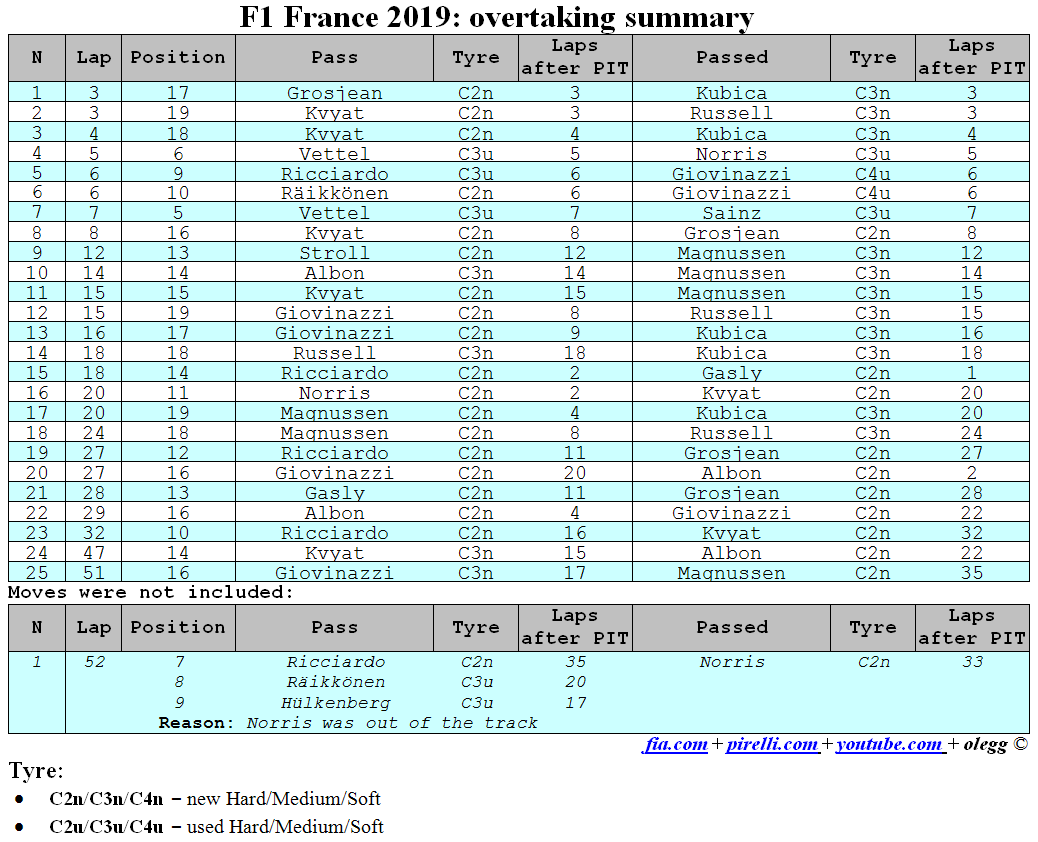 F1 France 2019: overtaking summary
N Lap Position Pass Tyre Laps after PIT Passed Tyre Laps after PIT
1 3 17 Grosjean C2n 3 Kubica C3n 3
2 3 19 Kvyat C2n 3 Russell C3n 3
3 4 18 Kvyat C2n 4 Kubica C3n 4
4 5 6 Vettel C3u 5 Norris C3u 5
5 6 9 Ricciardo C3u 6 Giovinazzi C4u 6
6 6 10 Räikkönen C2n 6 Giovinazzi C4u 6
7 7 5 Vettel C3u 7 Sainz C3u 7
8 8 16 Kvyat C2n 8 Grosjean C2n 8
9 12 13 Stroll C2n 12 Magnussen C3n 12
10 14 14 Albon C3n 14 Magnussen C3n 14
11 15 15 Kvyat C2n 15 Magnussen C3n 15
12 15 19 Giovinazzi C2n 8 Russell C3n 15
13 16 17 Giovinazzi C2n 9 Kubica C3n 16
14 18 18 Russell C3n 18 Kubica C3n 18
15 18 14 Ricciardo C2n 2 Gasly C2n 1
16 20 11 Norris C2n 2 Kvyat C2n 20
17 20 19 Magnussen C2n 4 Kubica C3n 20
18 24 18 Magnussen C2n 8 Russell C3n 24
19 27 12 Ricciardo C2n 11 Grosjean C2n 27
20 27 16 Giovinazzi C2n 20 Albon C2n 2
21 28 13 Gasly C2n 11 Grosjean C2n 28
22 29 16 Albon C2n 4 Giovinazzi C2n 22
23 32 10 Ricciardo C2n 16 Kvyat C2n 32
24 47 14 Kvyat C3n 15 Albon C2n 22
25 51 16 Giovinazzi C3n 17 Magnussen C2n 35
Moves were not included:
N Lap Position Pass Tyre Laps after PIT Passed Tyre Laps after PIT
1 52 7 Ricciardo C2n 35 Norris C2n 33
8 Räikkönen C3u 20
9 Hülkenberg C3u 17
Reason: Norris was out of the track
fia.com + pirelli.com + youtube.com + olegg ©
Tyre:
● C2n/C3n/C4n – new Hard/Medium/Soft
● C2u/C3u/C4u – used Hard/Medium/Soft